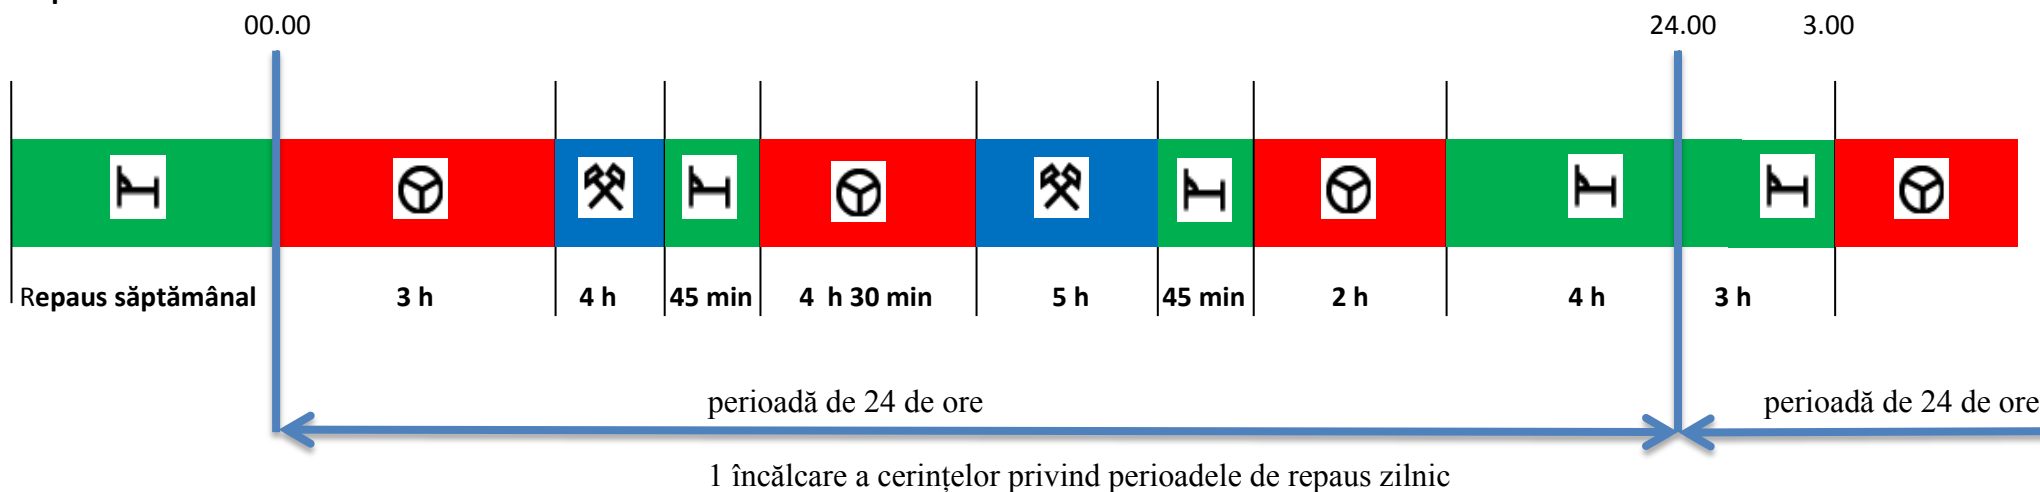 00.00 24.00 3.00
Repaus săptămânal 3 h 4 h 45 min 4 h 30 min 5 h 45 min 2 h 4 h 3 h
perioadă de 24 de ore perioadă de 24 de ore
1 încălcare a cerințelor privind perioadele de repaus zilnic